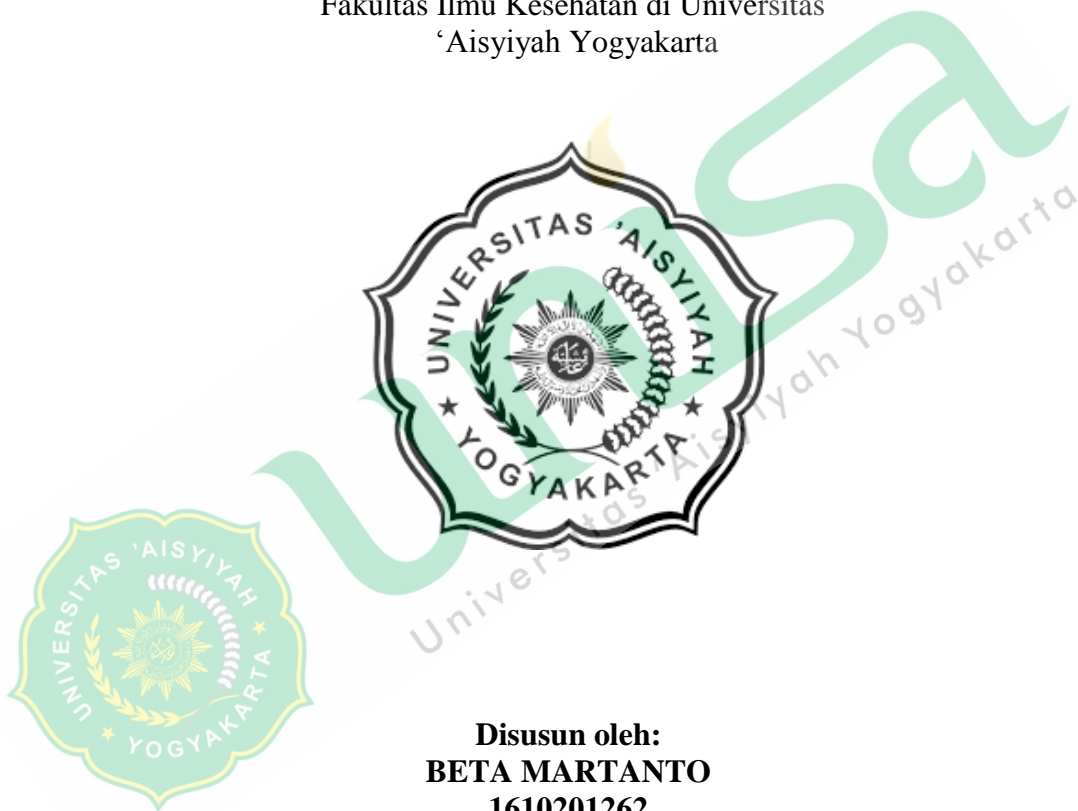 Fakultas Ilmu Kesehatan di Universitas
‘Aisyiyah Yogyakarta
UNIVERSITAS 'AISYIYAH
★ YOGYAKARTA ★
unisa
Universitas 'Aisyiyah Yogyakarta
UNIVERSITAS 'AISYIYAH
★ YOGYAKARTA ★
Disusun oleh:
BETA MARTANTO
1610201262